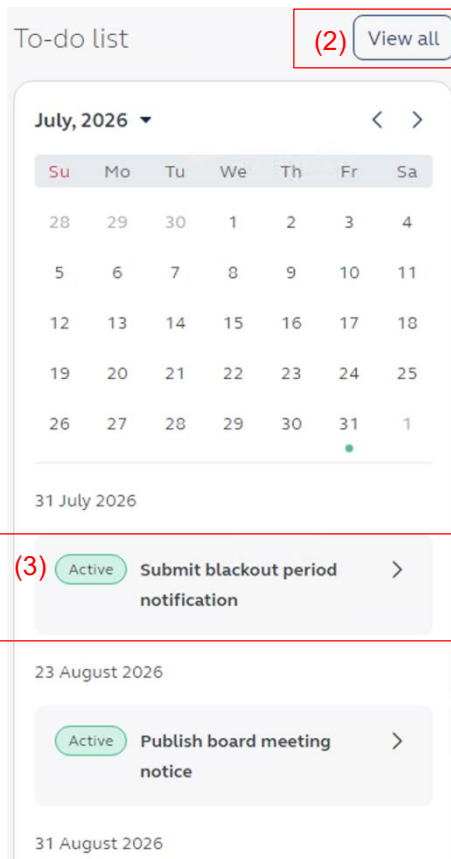 To-do list
(2) View all
July, 2026
Su Mo Tu We Th Fr Sa
28 29 30 1 2 3 4
5 6 7 8 9 10 11
12 13 14 15 16 17 18
19 20 21 22 23 24 25
26 27 28 29 30 31 1
31 July 2026
(3) Active Submit blackout period
notification
23 August 2026
Active Publish board meeting
notice
31 August 2026